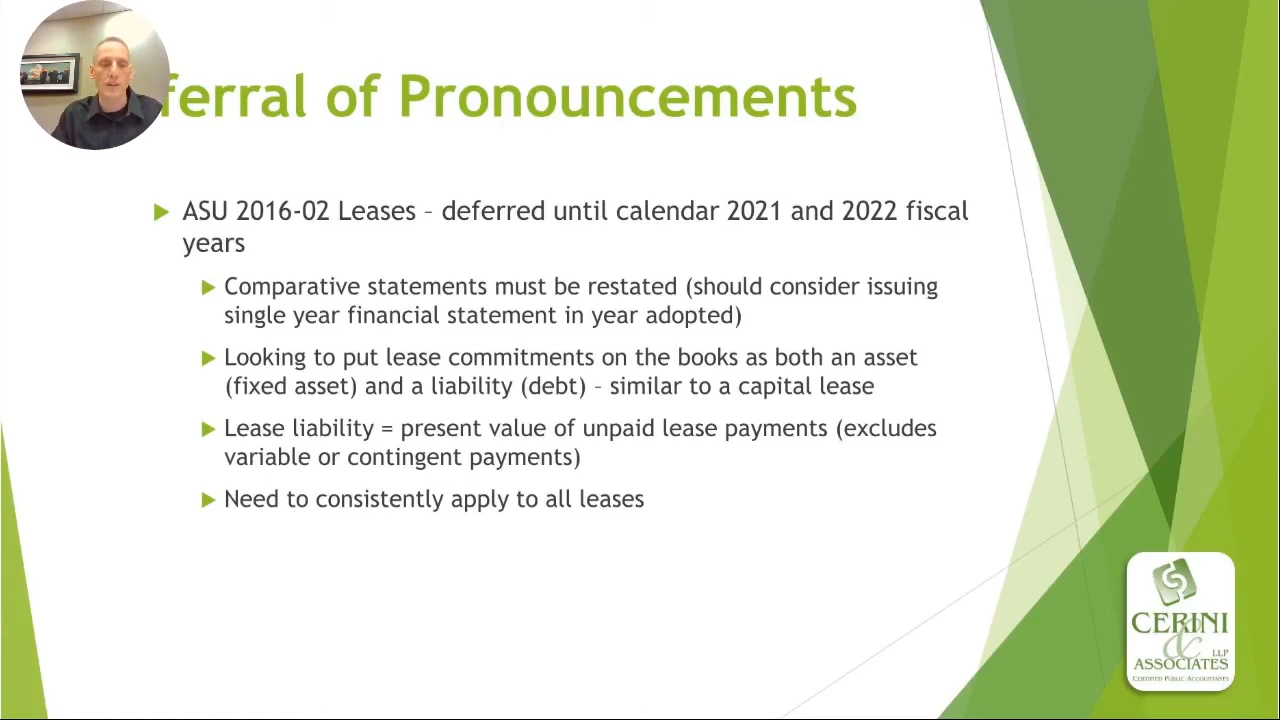 ferral of Pronouncements
ASU 2016-02 Leases – deferred until calendar 2021 and 2022 fiscal
years
Comparative statements must be restated (should consider issuing
single year financial statement in year adopted)
Looking to put lease commitments on the books as both an asset
(fixed asset) and a liability (debt) – similar to a capital lease
Lease liability = present value of unpaid lease payments (excludes
variable or contingent payments)
Need to consistently apply to all leases
CERINI
&
LLP
ASSOCIATES
CERTIFIED PUBLIC ACCOUNTANTS